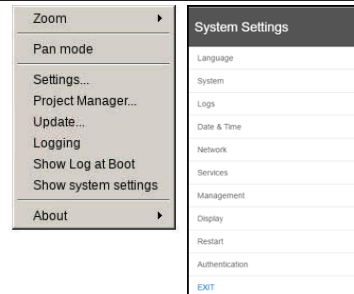 Zoom
Pan mode
Settings...
Project Manager...
Update...
Logging
Show Log at Boot
Show system settings
About
System Settings
Language
System
Logs
Date & Time
Network
Services
Management
Display
Restart
Authentication
EXIT